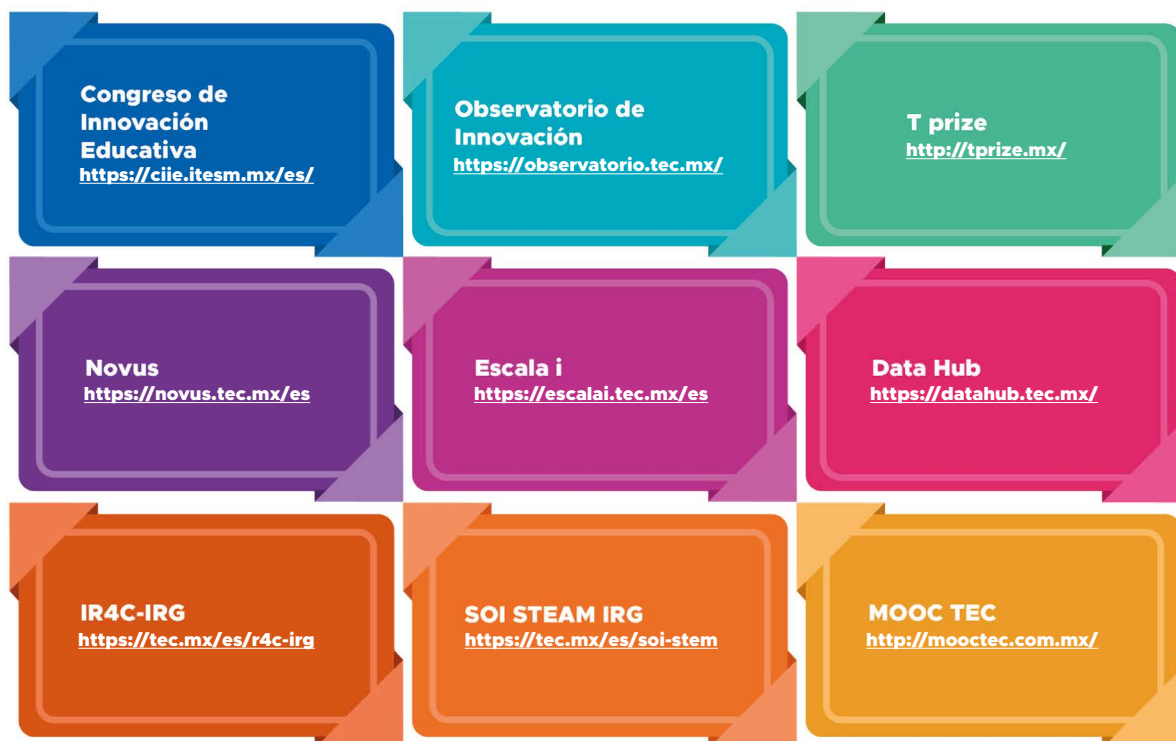 Congreso de
Innovación
Educativa
https://ciie.itesm.mx/es/
Observatorio de
Innovación
https://observatorio.tec.mx/
T prize
http://tprize.mx/
Novus
https://novus.tec.mx/es
Escala i
https://escalai.tec.mx/es
Data Hub
https://datahub.tec.mx/
IR4C-IRG
https://tec.mx/es/r4c-irg
SOI STEAM IRG
https://tec.mx/es/soi-stem
MOOC TEC
http://mooctec.com.mx/